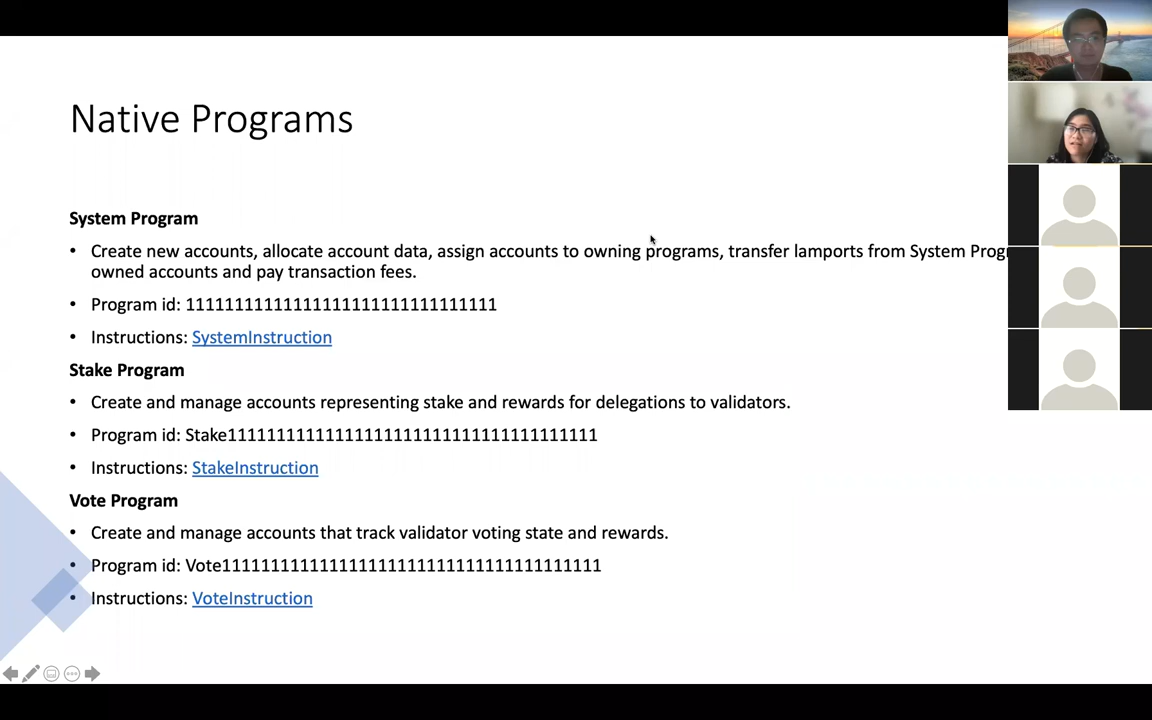 Native Programs
System Program
• Create new accounts, allocate account data, assign accounts to owning programs, transfer lamports from System Prog
owned accounts and pay transaction fees.
• Program id: 11111111111111111111111111111111
• Instructions: SystemInstruction
Stake Program
• Create and manage accounts representing stake and rewards for delegations to validators.
• Program id: Stake11111111111111111111111111111111111111
• Instructions: StakeInstruction
Vote Program
• Create and manage accounts that track validator voting state and rewards.
• Program id: Vote111111111111111111111111111111111111111
• Instructions: VoteInstruction